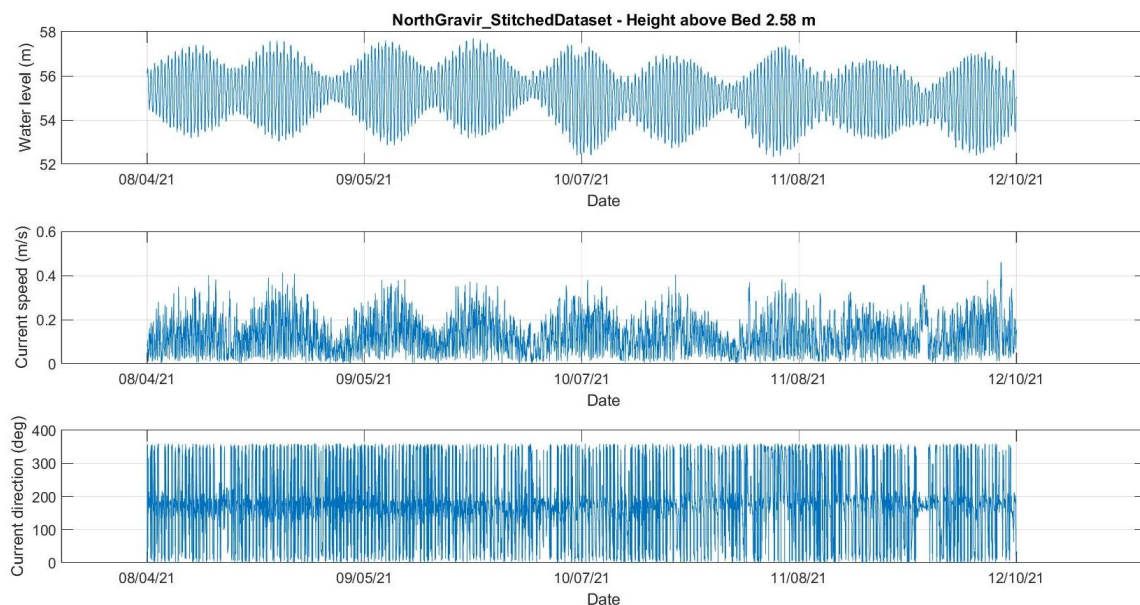 NorthGravir_StitchedDataset - Height above Bed 2.58 m
Water level (m)
58
56
54
52
08/04/21 09/05/21 10/07/21 11/08/21 12/10/21
Date
Current speed (m/s)
0.6
0.4
0.2
0
08/04/21 09/05/21 10/07/21 11/08/21 12/10/21
Date
Current direction (deg)
400
300
200
100
0
08/04/21 09/05/21 10/07/21 11/08/21 12/10/21
Date